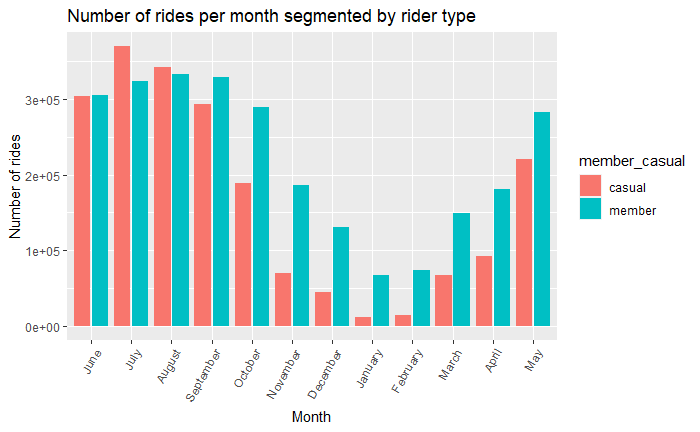 Number of rides per month segmented by rider type
Number of rides
3e+05
2e+05
1e+05
0e+00
June
July
August
September
October
November
December
January
February
March
April
May
Month
member_casual
casual
member